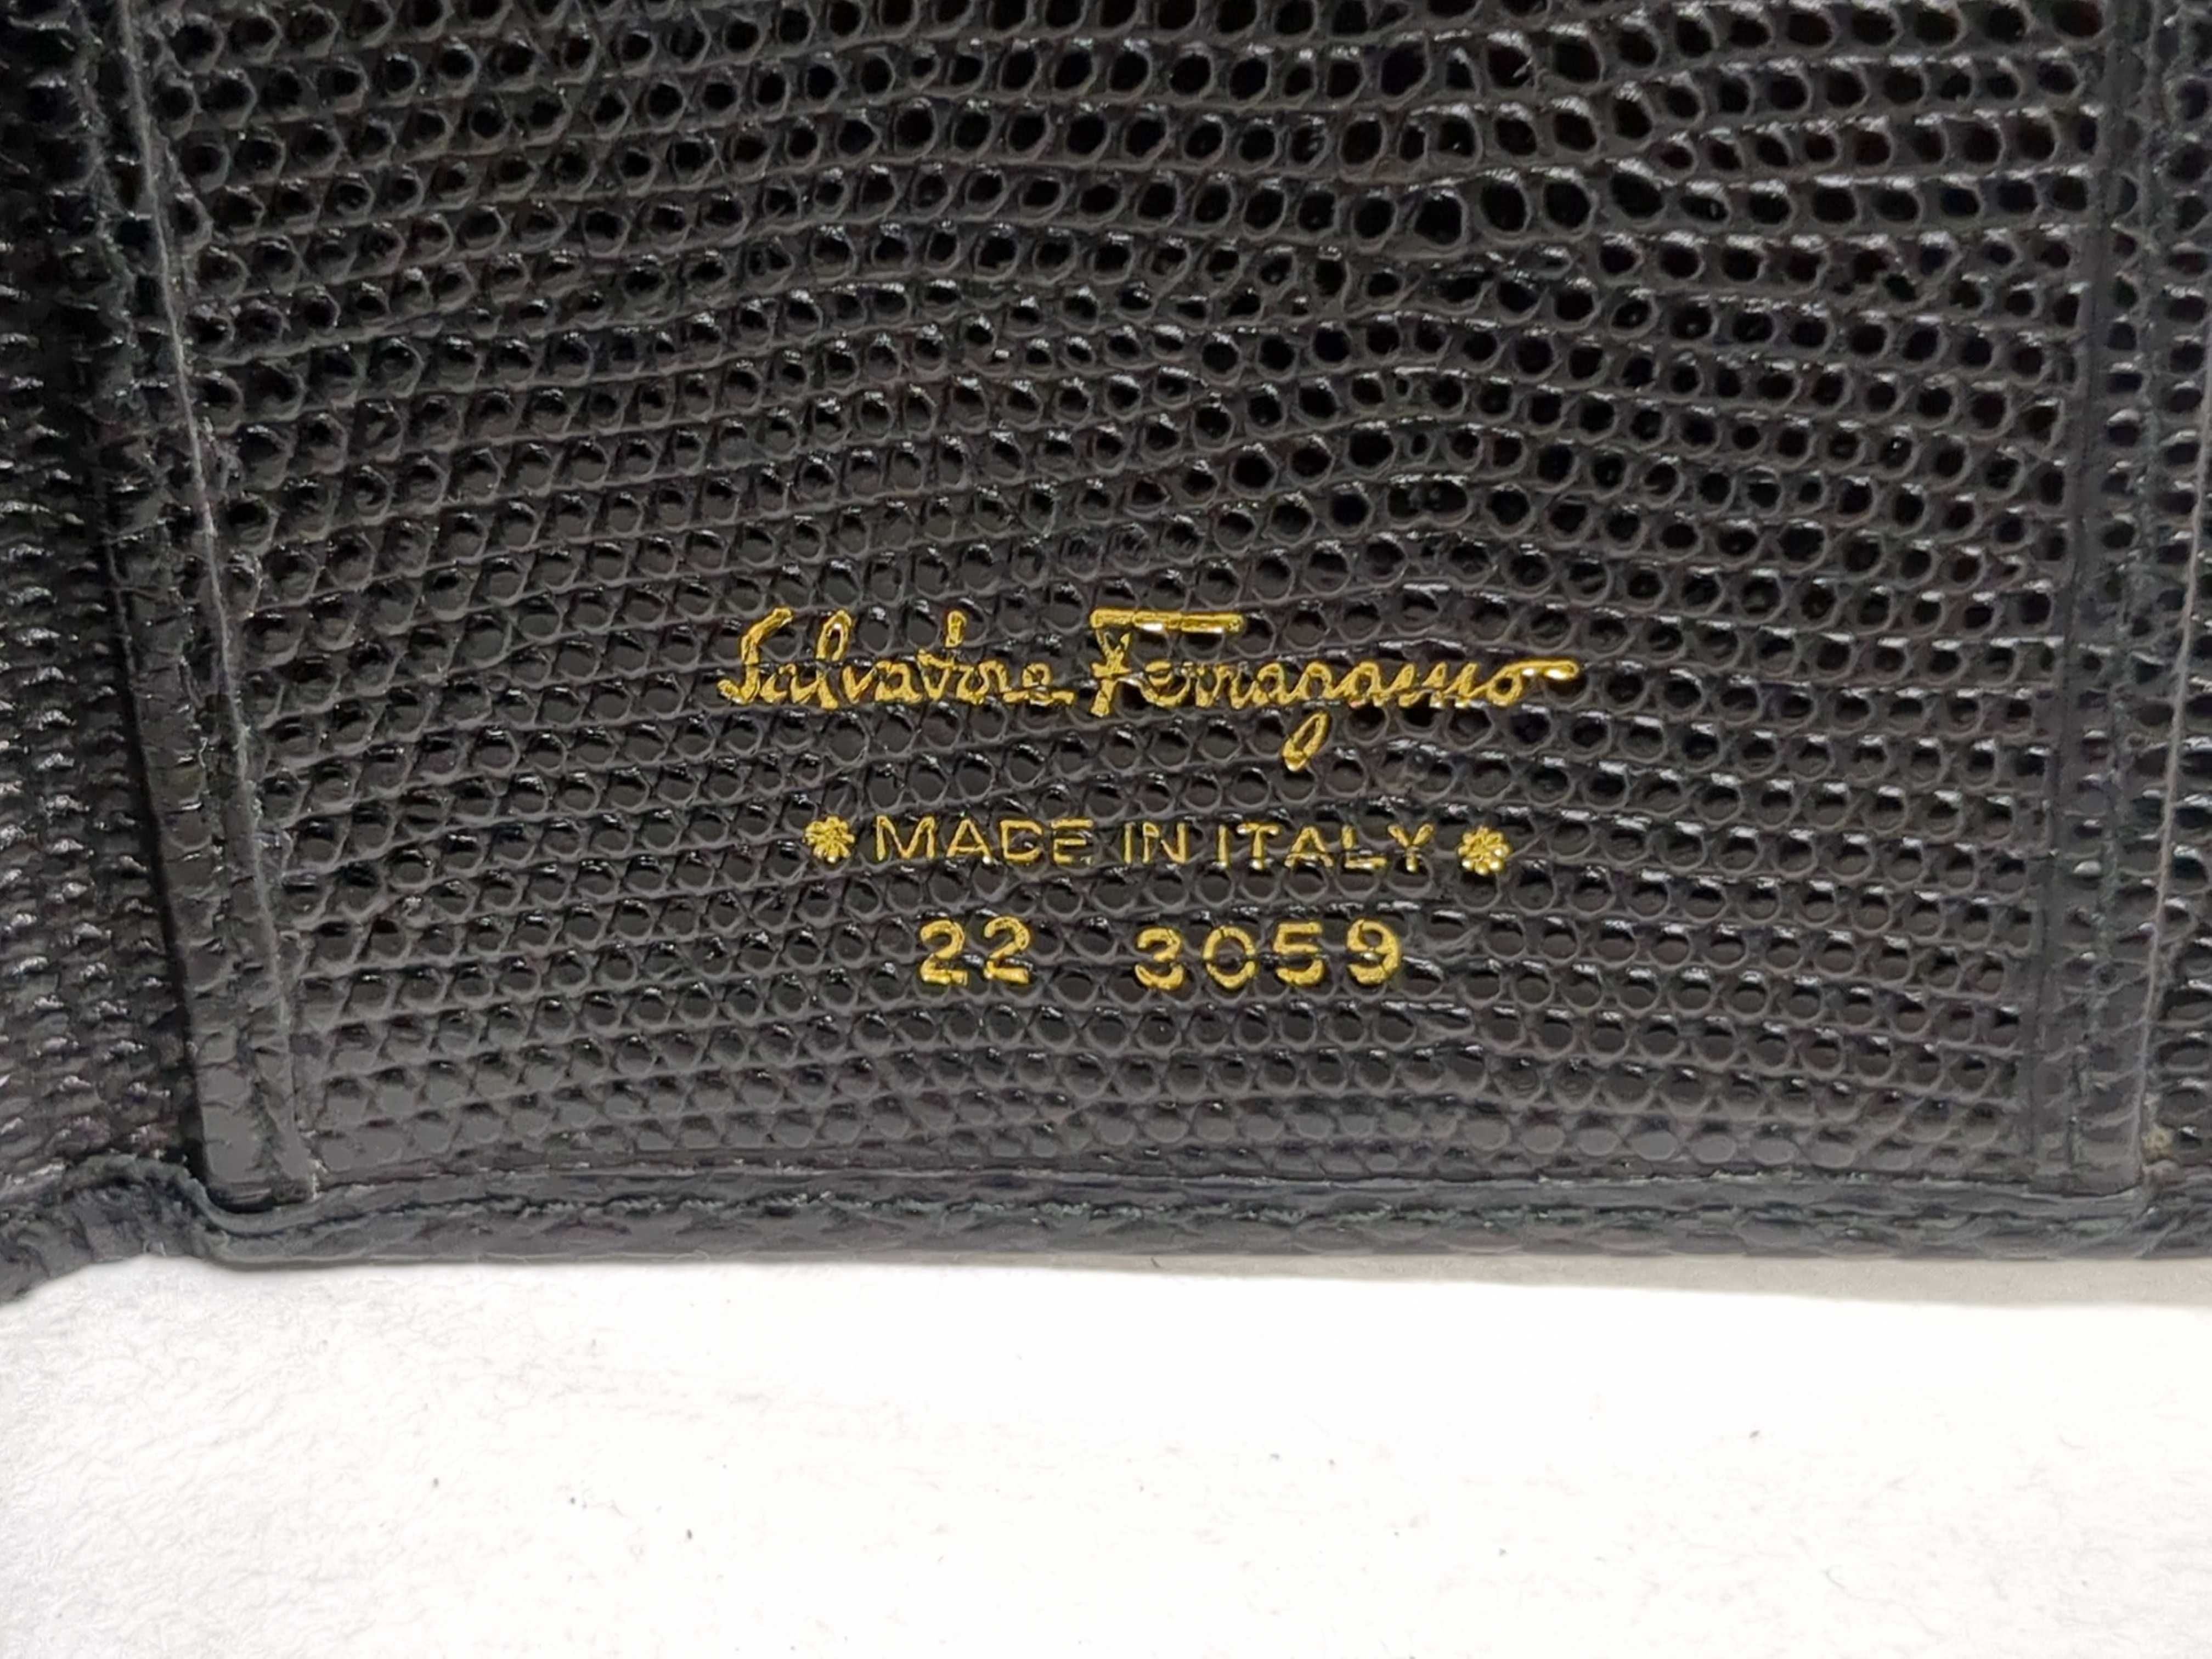 Salvatore Ferragamo
MADE IN ITALY
22 3059